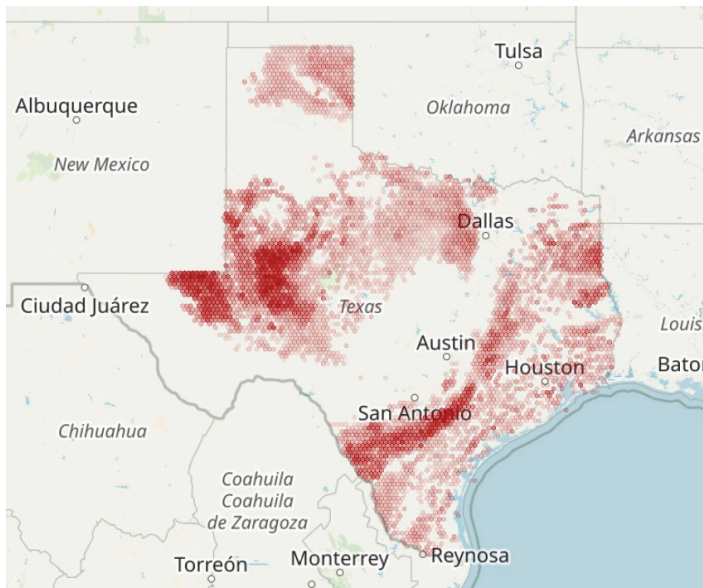 Tulsa
Albuquerque
Oklahoma
Arkansas
New Mexico
Dallas
Ciudad Juárez
Texas
Louis
Austin
Houston
Bato
San Antonio
Chihuahua
Coahuila
Coahuila
de Zaragoza
Torreón
Monterrey
Reynosa